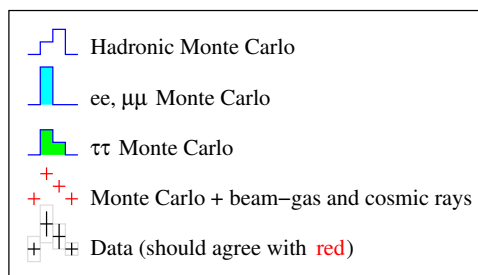 Hadronic Monte Carlo
ee, μμ Monte Carlo
ττ Monte Carlo
Monte Carlo + beam−gas and cosmic rays
Data (should agree with red)